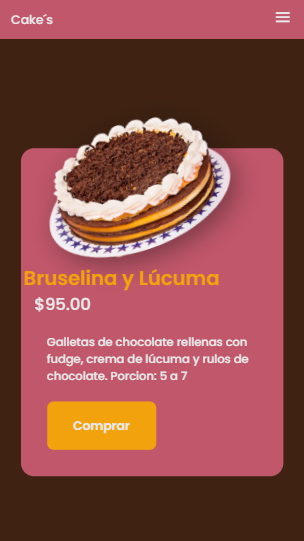 Cake´s
Bruselina y Lúcuma
$95.00
Galletas de chocolate rellenas con
fudge, crema de lúcuma y rulos de
chocolate. Porcion: 5 a 7
Comprar